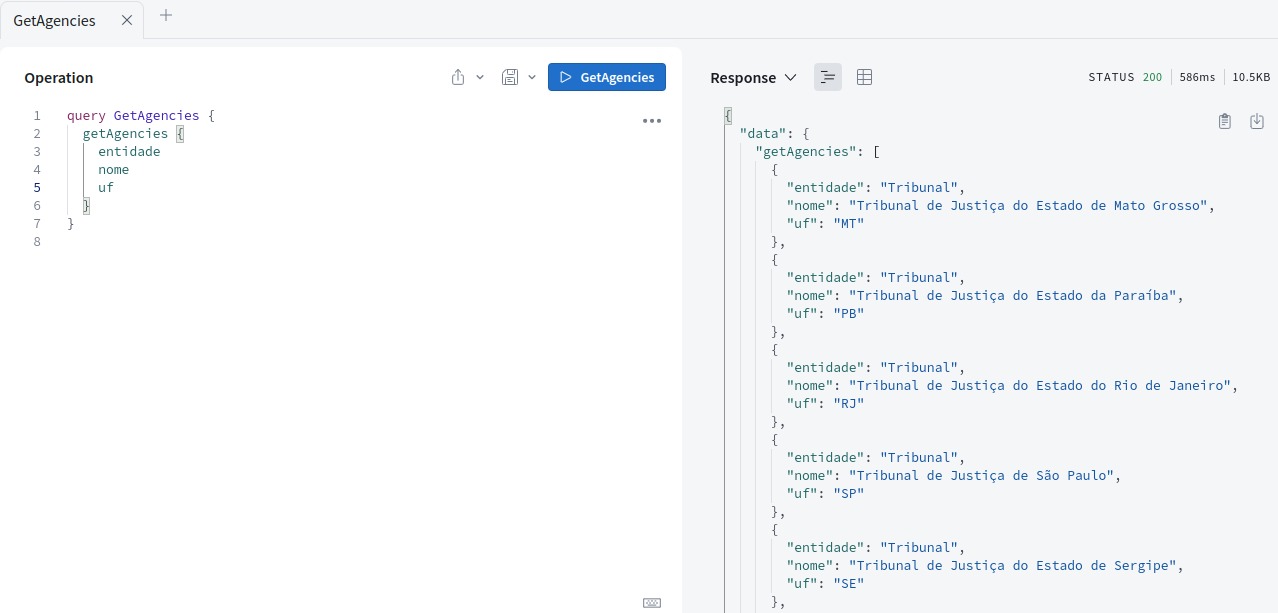 GetAgencies
Operation
GetAgencies
1 query GetAgencies {
2 getAgencies {
3 entidade
4 nome
5 uf
6 }
7 }
8
Response
STATUS 200 586ms 10.5KB
{
"data": {
"getAgencies": [
{
"entidade": "Tribunal",
"nome": "Tribunal de Justiça do Estado de Mato Grosso",
"uf": "MT"
},
{
"entidade": "Tribunal",
"nome": "Tribunal de Justiça do Estado da Paraíba",
"uf": "PB"
},
{
"entidade": "Tribunal",
"nome": "Tribunal de Justiça do Estado do Rio de Janeiro",
"uf": "RJ"
},
{
"entidade": "Tribunal",
"nome": "Tribunal de Justiça de São Paulo",
"uf": "SP"
},
{
"entidade": "Tribunal",
"nome": "Tribunal de Justiça do Estado de Sergipe",
"uf": "SE"
},